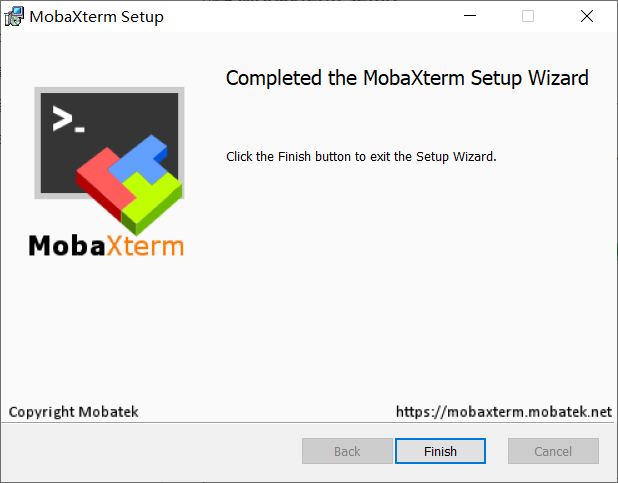 MobaXterm Setup
Completed the MobaXterm Setup Wizard
>_
Click the Finish button to exit the Setup Wizard.
MobaXterm
Copyright Mobatek
https://mobaxterm.mobatek.net
Back
Finish
Cancel